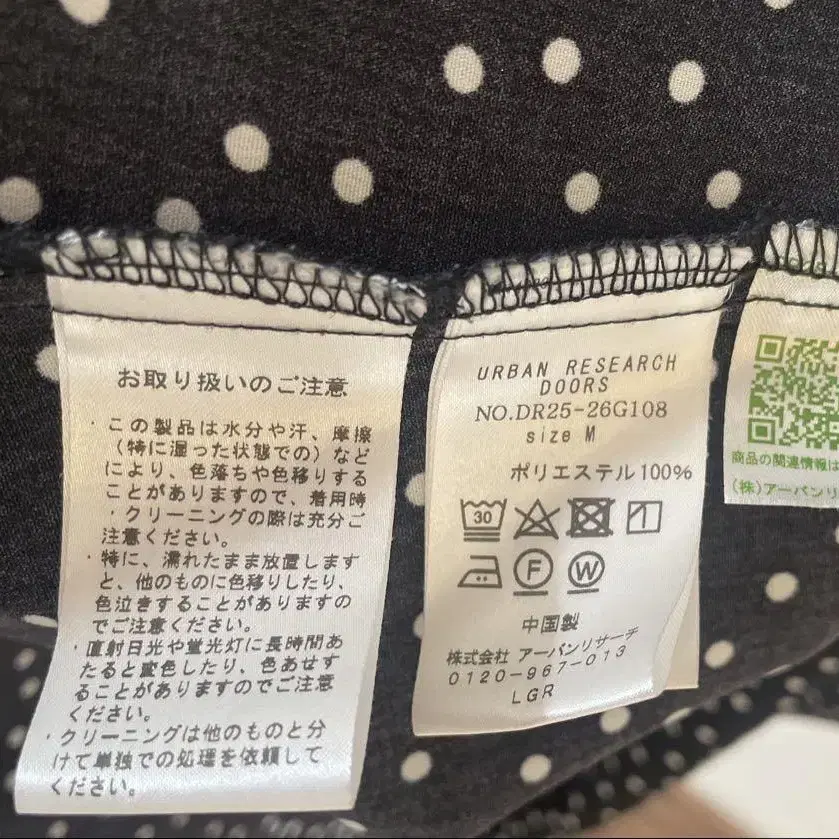 お取り扱いのご注意
・この製品は水分や汗、摩擦
（特に湿った状態での）など
により、色落ちや色移りする
ことがありますので、着用時
・クリーニングの際は充分ご
注意ください。
・特に、濡れたまま放置します
と、他のものに色移りしたり、
色泣きすることがありますの
でご注意ください。
・直射日光や蛍光灯に長時間あ
たると変色したり、色あせす
ることがありますのでご注意
ください。
・クリーニングは他のものと分
けて単独での処理を依頼して
ください。
URBAN RESEARCH
DOORS
NO.DR25-26G108
size M
ポリエステル100%
30
F
W
中国製
株式会社 アーバンリサーチ
0120-967-013
LGR
商品の関連情報は
(株)アーバンリ